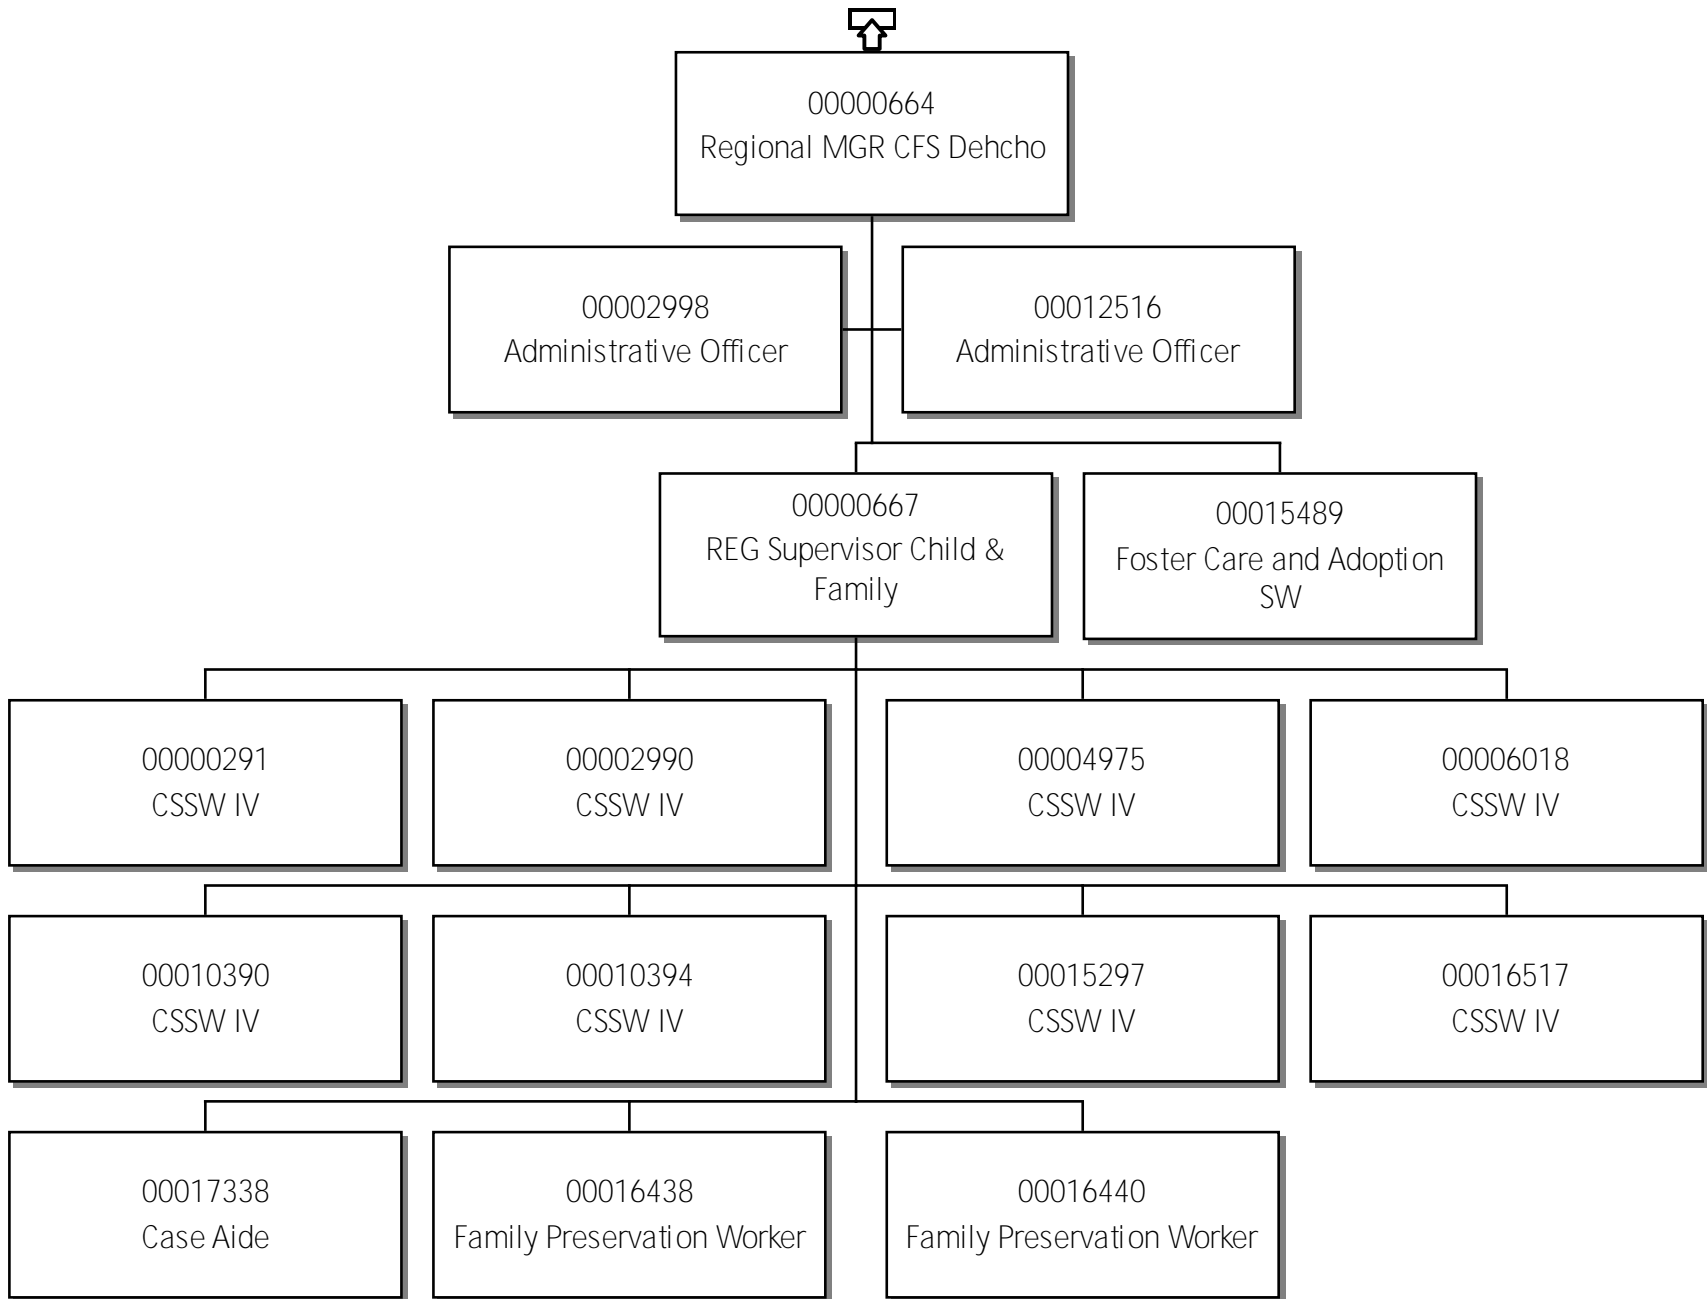 00000664
Regional MGR CFS Dehcho
00002998
Administrative Officer
00012516
Administrative Officer
00000667
REG Supervisor Child &
Family
00015489
Foster Care and Adoption
SW
00000291
CSSW IV
00002990
CSSW IV
00004975
CSSW IV
00006018
CSSW IV
00010390
CSSW IV
00010394
CSSW IV
00015297
CSSW IV
00016517
CSSW IV
00017338
Case Aide
00016438
Family Preservation Worker
00016440
Family Preservation Worker